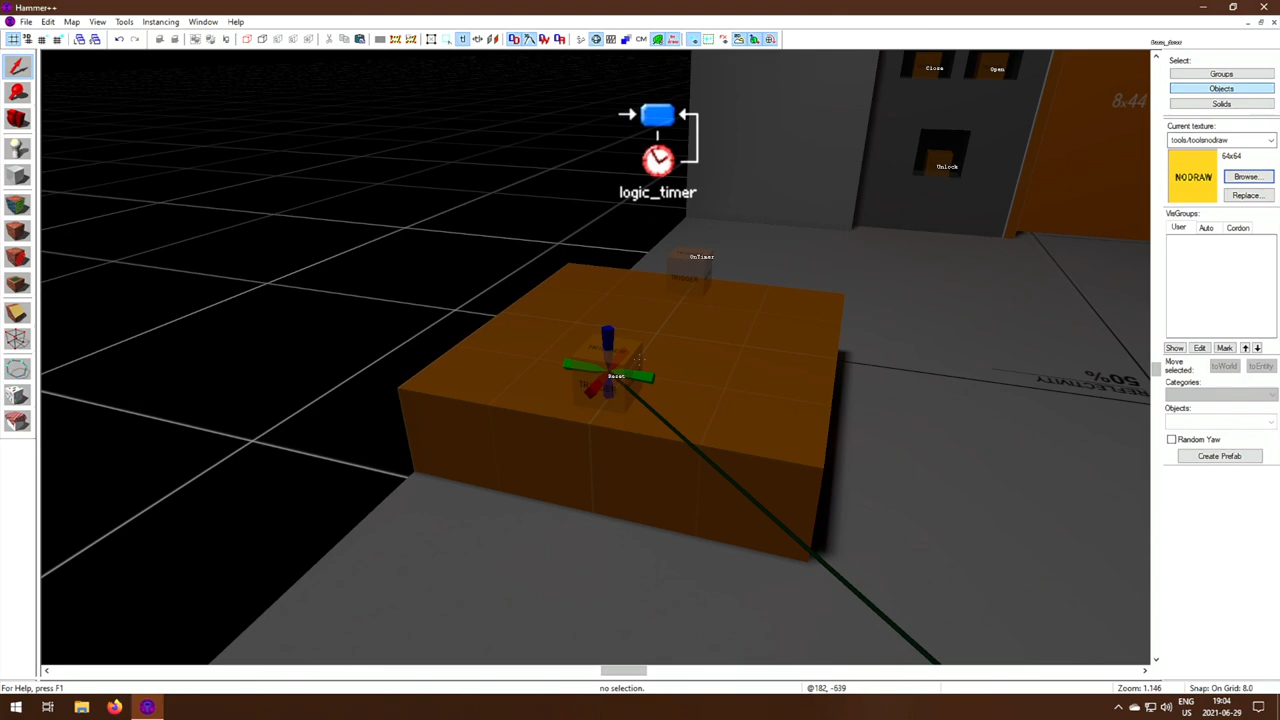 Hammer++
File Edit Map View Tools Instancing Window Help
Close
Open
8x44
Unlock
logic_timer
OnTimer
TRIGGER
Reset
REFLECTIVITY
50%
Select:
Groups
Objects
Solids
Current texture:
tools/toolsnodraw
64x64
NODRAW
Browse...
Replace...
VisGroups:
User Auto Cordon
Show Edit Mark
Move selected:
toWorld toEntity
Categories:
Objects:
Random Yaw
Create Prefab
For Help, press F1
no selection.
@182, -639
Zoom: 1.146
Snap: On Grid: 8.0
ENG
US
19:04
2021-06-29